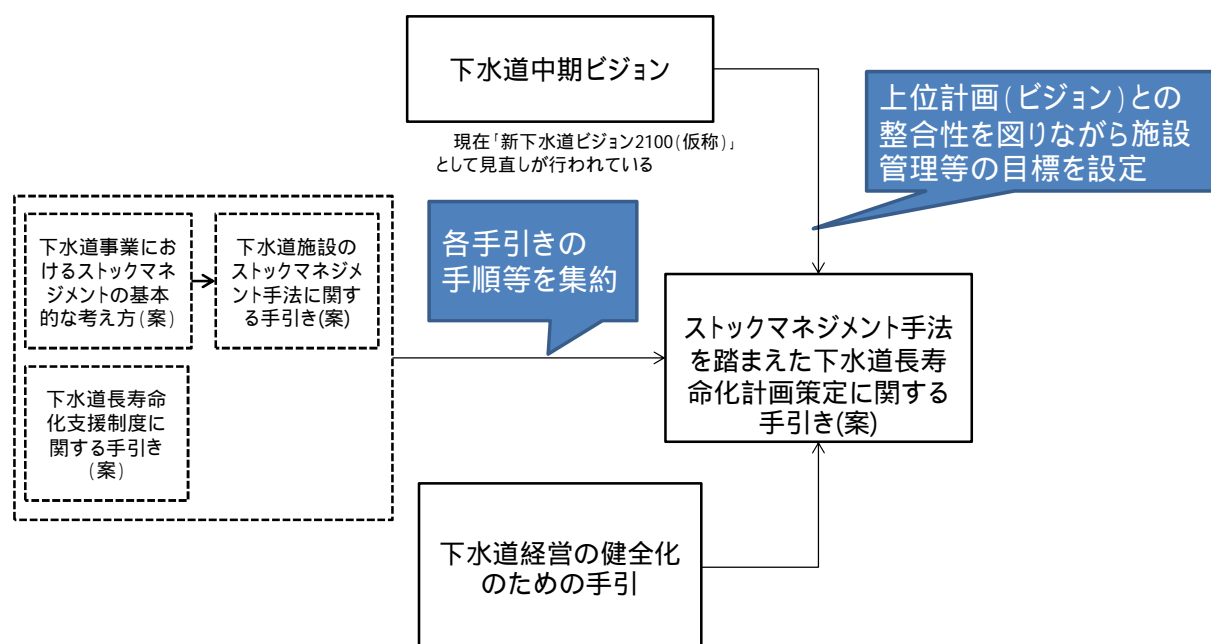 下水道中期ビジョン
現在「新下水道ビジョン2100(仮称)」
として見直しが行われている
上位計画(ビジョン)との
整合性を図りながら施設
管理等の目標を設定
下水道事業にお
けるストックマネ
ジメントの基本
的な考え方(案)
下水道施設の
ストックマネジメ
ント手法に関す
る手引き(案)
下水道長寿命
化支援制度に
関する手引き
(案)
各手引きの
手順等を集約
ストックマネジメント手法
を踏まえた下水道長寿
命化計画策定に関する
手引き(案)
下水道経営の健全化
のための手引